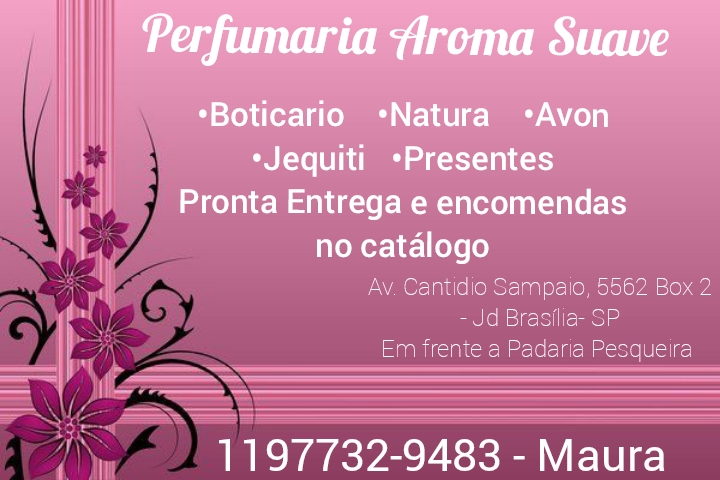 Perfumaria Aroma Suave
•Boticario •Natura •Avon
•Jequiti •Presentes
Pronta Entrega e encomendas
no catálogo
Av. Cantidio Sampaio, 5562 Box 2
- Jd Brasília- SP
Em frente a Padaria Pesqueira
1197732-9483 - Maura